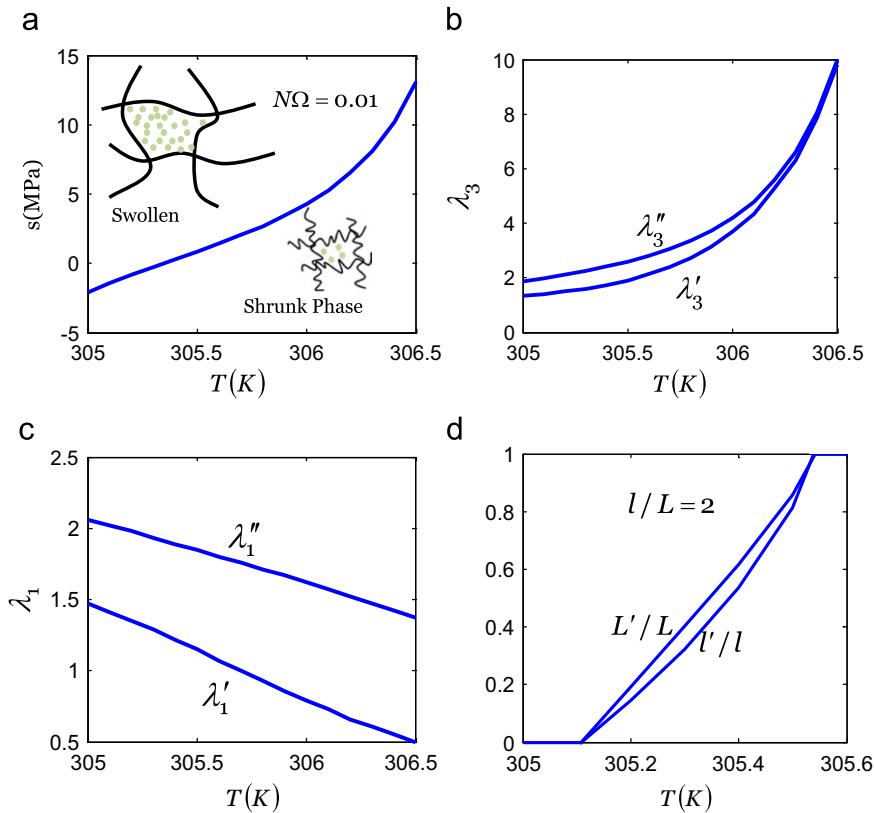 a
15
10
5
0
-5
s(MPa)
NΩ = 0.01
Swollen
Shrunk Phase
305
305.5
306
306.5
T(K)
b
10
8
6
4
2
0
λ₃
λ₃″
λ₃′
305
305.5
306
306.5
T(K)
c
2.5
2
1.5
1
0.5
λ₁
λ₁″
λ₁′
305
305.5
306
306.5
T(K)
d
1
0.8
0.6
0.4
0.2
0
l/L = 2
L′/L
l′/l
305
305.2
305.4
305.6
T(K)